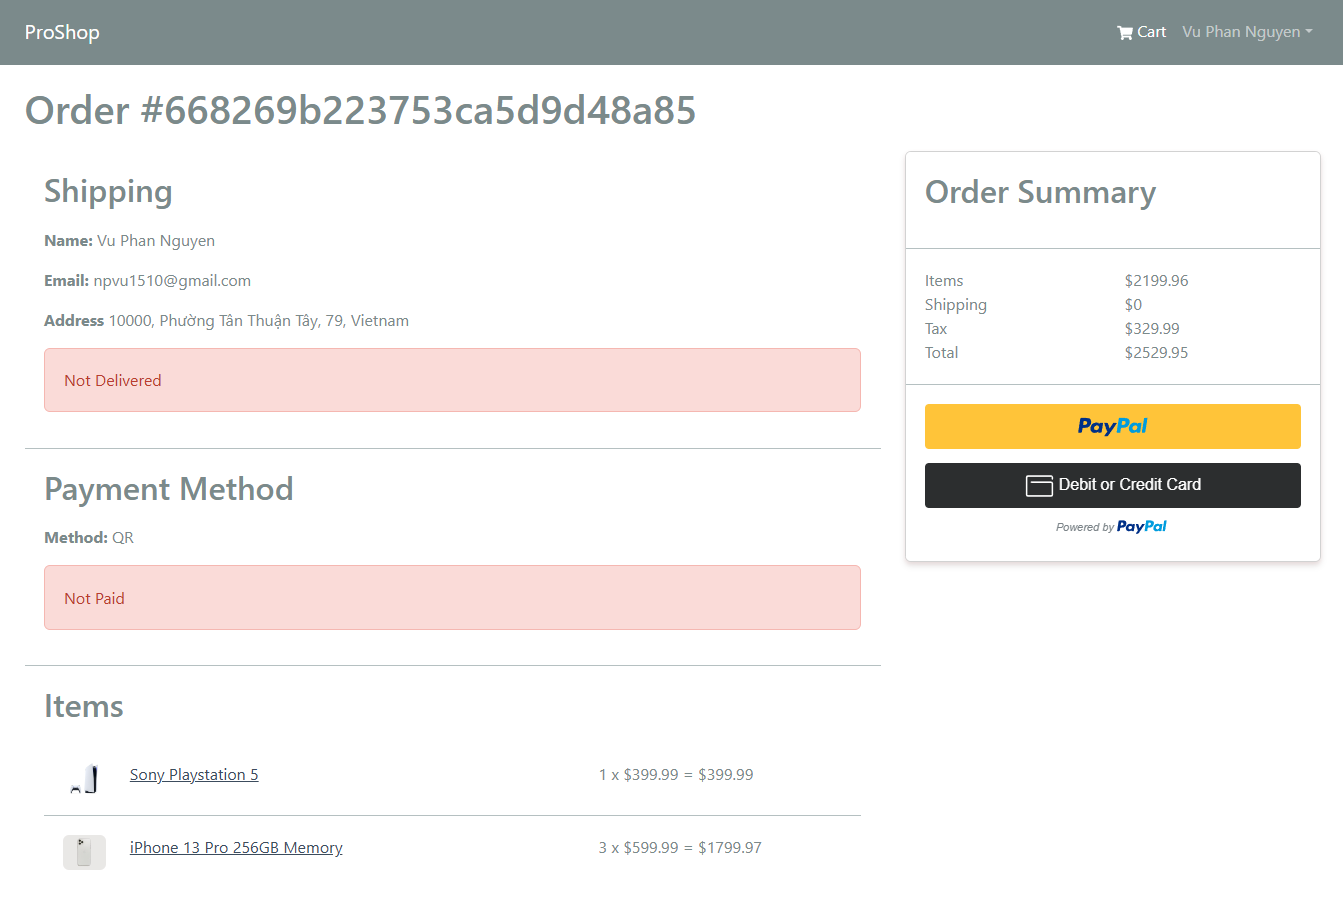 ProShop
Cart
Vu Phan Nguyen
Order #668269b223753ca5d9d48a85
Shipping
Name: Vu Phan Nguyen
Email: npvu1510@gmail.com
Address 10000, Phường Tân Thuận Tây, 79, Vietnam
Not Delivered
Payment Method
Method: QR
Not Paid
Items
Sony Playstation 5
1 x $399.99 = $399.99
iPhone 13 Pro 256GB Memory
3 x $599.99 = $1799.97
Order Summary
Items $2199.96
Shipping $0
Tax $329.99
Total $2529.95
PayPal
Debit or Credit Card
Powered by PayPal